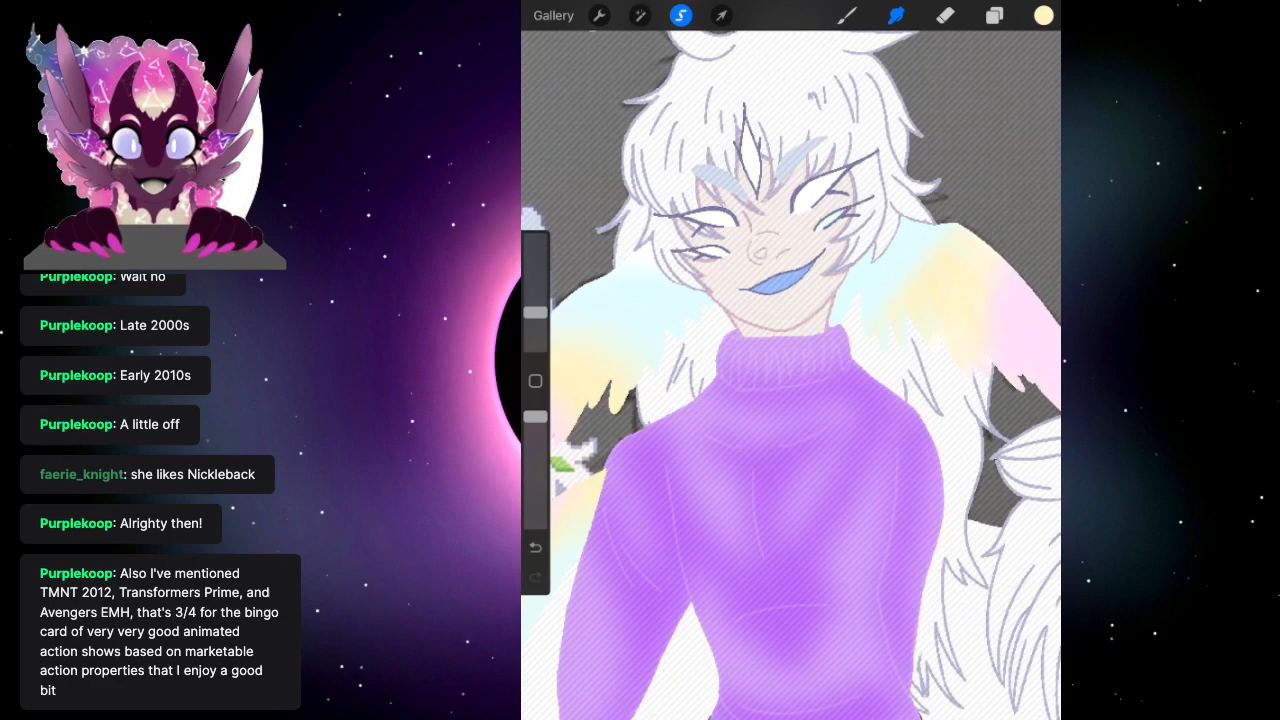 Gallery
Purplekoop: Wait no
Purplekoop: Late 2000s
Purplekoop: Early 2010s
Purplekoop: A little off
faerie_knight: she likes Nickleback
Purplekoop: Alrighty then!
Purplekoop: Also I've mentioned
TMNT 2012, Transformers Prime, and
Avengers EMH, that's 3/4 for the bingo
card of very very good animated
action shows based on marketable
action properties that I enjoy a good
bit